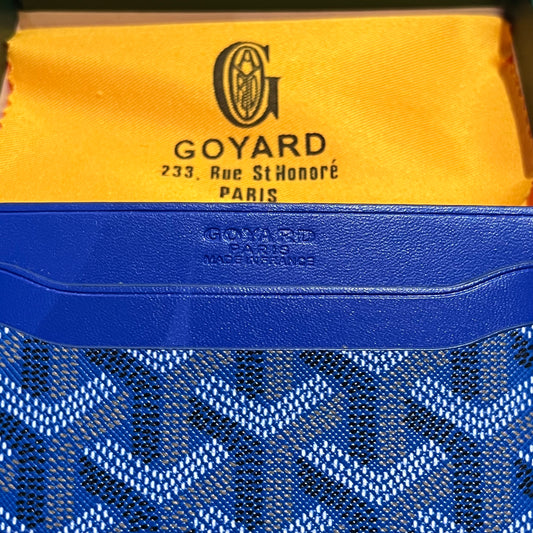 G
GOYARD
233, Rue St Honoré
PARIS
GOYARD
PARIS
MADE IN FRANCE